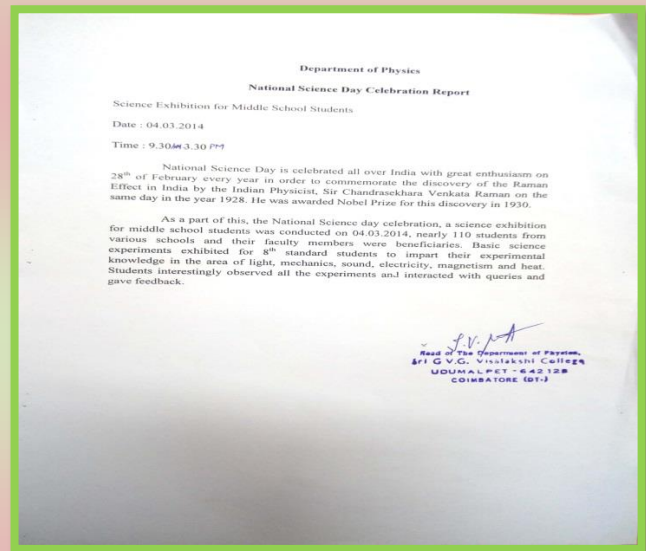 Department of Physics
National Science Day Celebration Report
Science Exhibition for Middle School Students
Date : 04.03.2014
Time : 9.30AM 3.30 PM
National Science Day is celebrated all over India with great enthusiasm on
28th of February every year in order to commemorate the discovery of the Raman
Effect in India by the Indian Physicist, Sir Chandrasekhara Venkata Raman on the
same day in the year 1928. He was awarded Nobel Prize for this discovery in 1930.
As a part of this, the National Science day celebration, a science exhibition
for middle school students was conducted on 04.03.2014, nearly 110 students from
various schools and their faculty members were beneficiaries. Basic science
experiments exhibited for 8th standard students to impart their experimental
knowledge in the area of light, mechanics, sound, electricity, magnetism and heat.
Students interestingly observed all the experiments and interacted with queries and
gave feedback.
Head of The Department of Physics,
Sri G.V.G. Visalakshi College
UDUMALPET - 642 128
COIMBATORE (DT.)